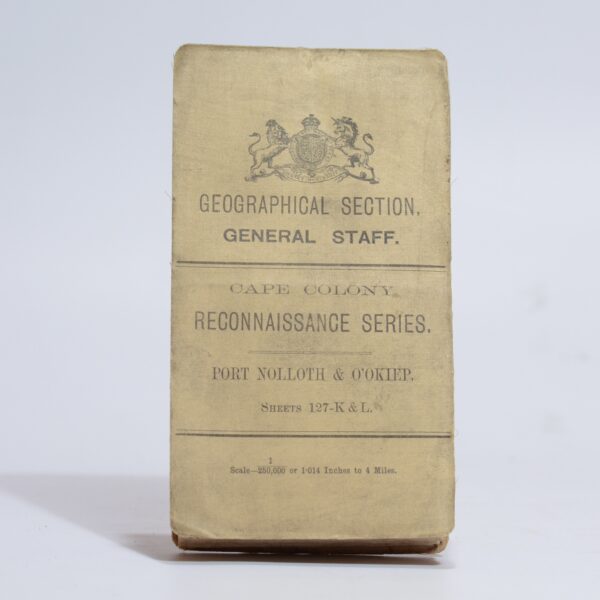 GEOGRAPHICAL SECTION,
GENERAL STAFF.
CAPE COLONY.
RECONNAISSANCE SERIES.
PORT NOLLOTH & O'OKIEP.
SHEETS 127-K & L.
Scale—1/250,000 or 1·014 Inches to 4 Miles.